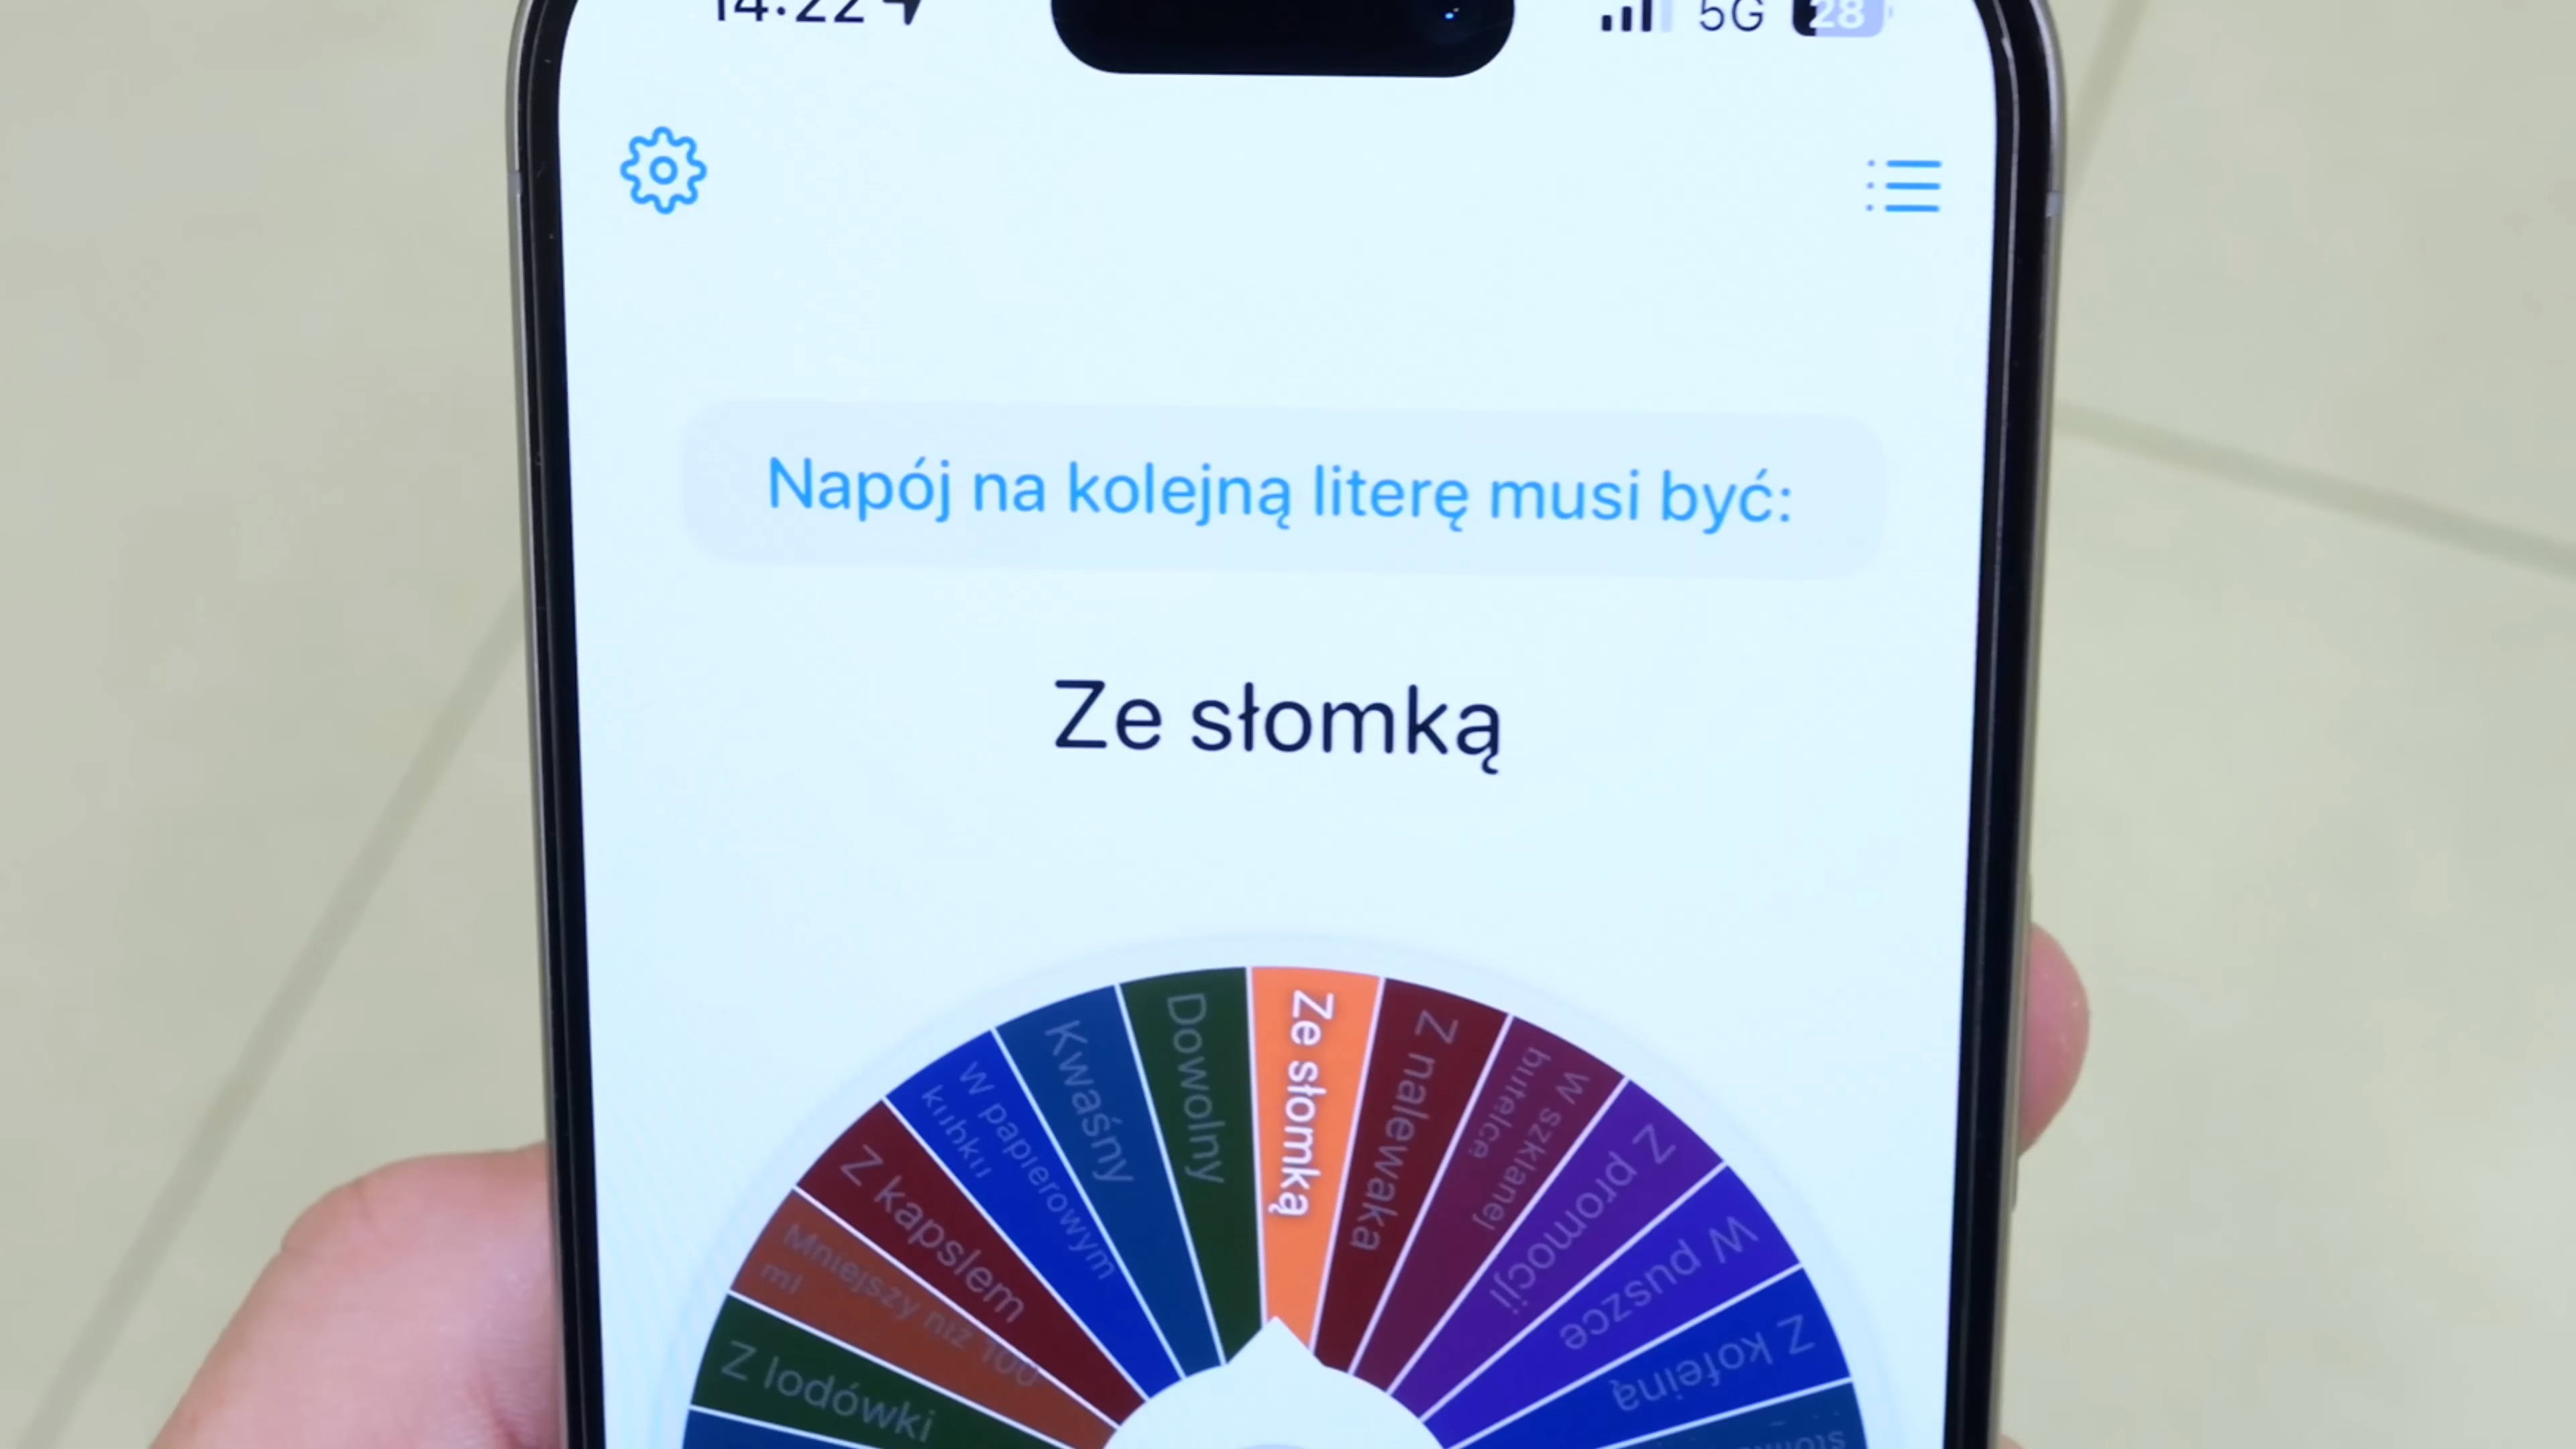 14:22
5G
28
Napój na kolejną literę musi być:
Ze słomką
Z lodówki
Mniejszy niż 100
ml
Z kapslem
W papierowym
kubku
Kwaśny
Dowolny
Ze słomką
Z nalewaka
W szklanej
butelce
Z promocji
W puszce
Z kofeiną